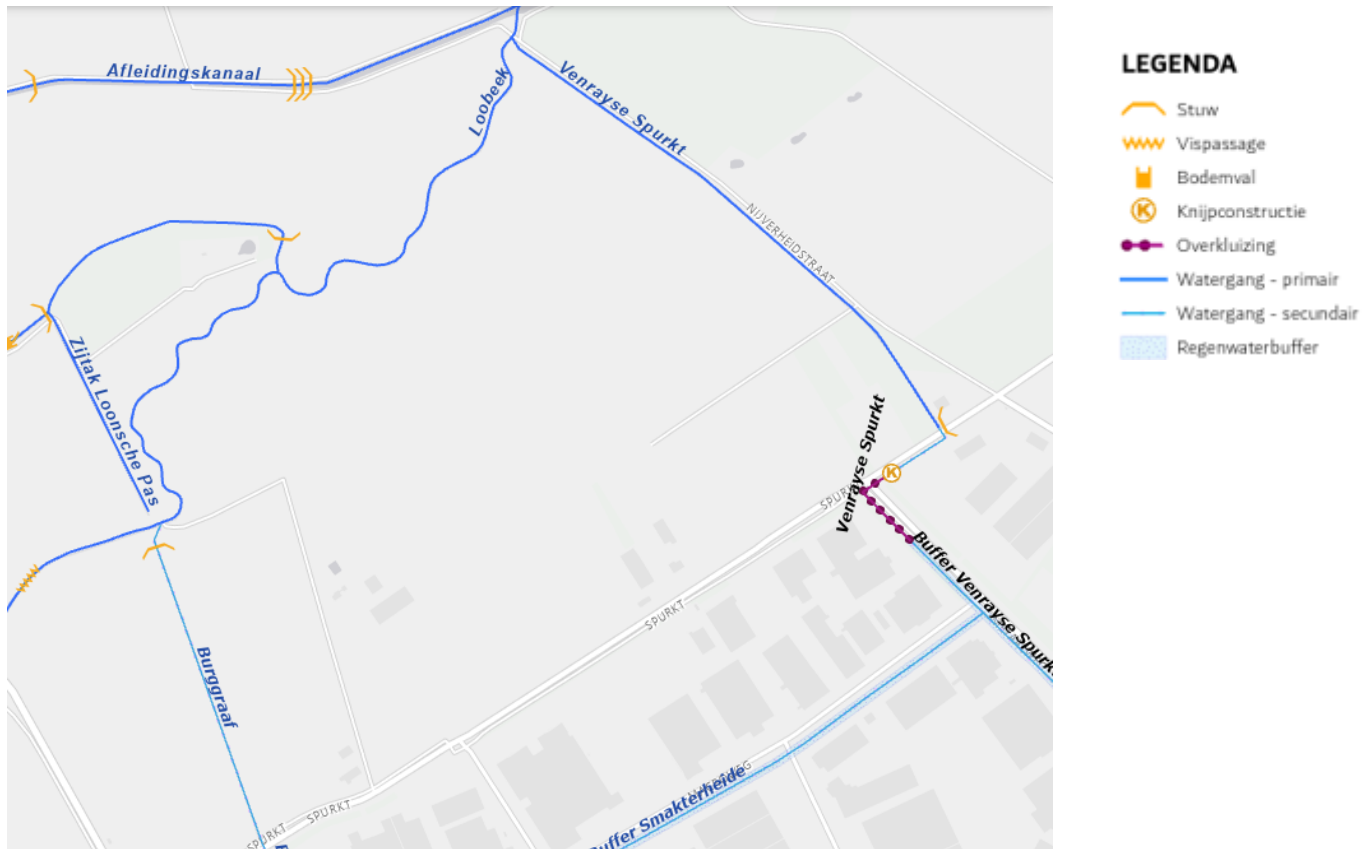 Afleidingskanaal
Loobeek
Venrayse Spurkt
NIJVERHEIDSTRAAT
Zijtak Loonsche Pas
Venrayse Spurkt
Buffer Venrayse Spurkt
SPURKT
Burggraaf
Buffer Smakterheide
SPURKT
SPURKT
LEGENDA
Stuw
Vispassage
Bodemval
K Knijpconstructie
Overkluizing
Watergang - primair
Watergang - secundair
Regenwaterbuffer
K